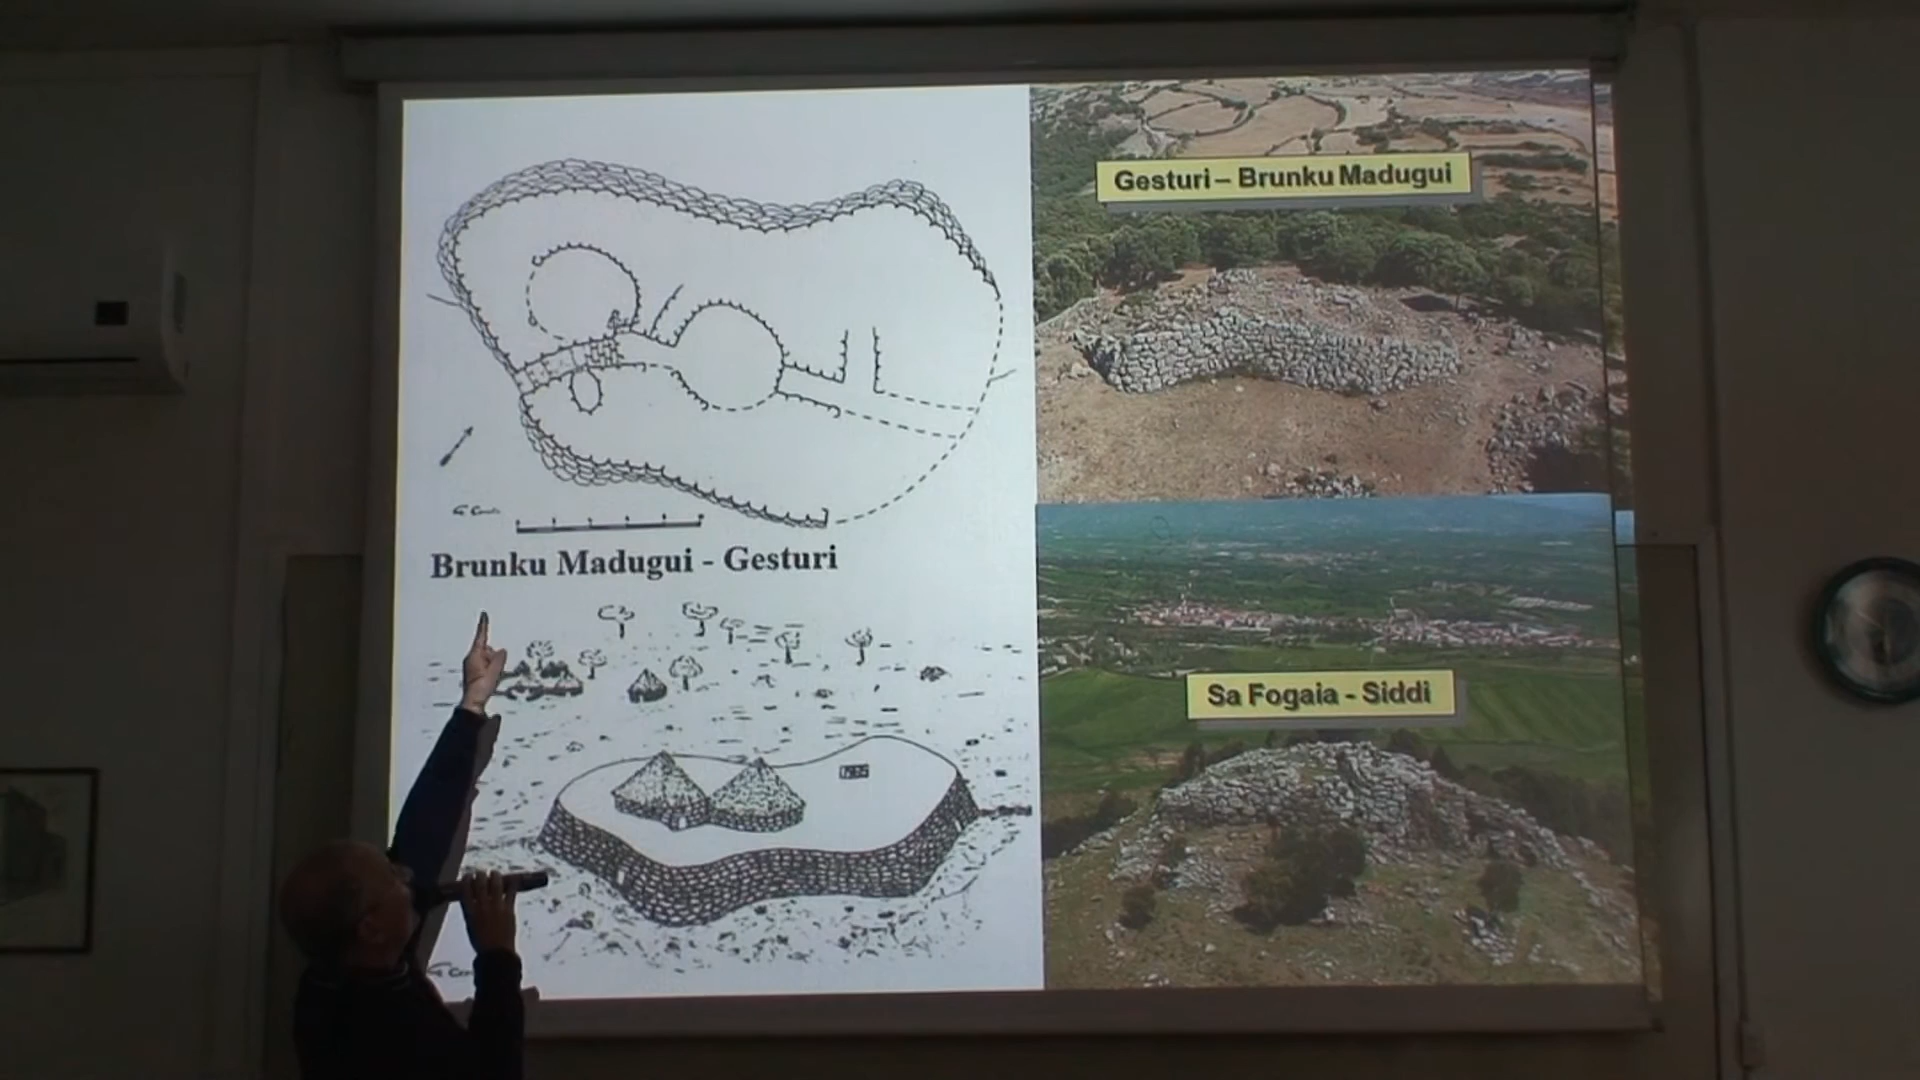 Gesturi – Brunku Madugui
Brunku Madugui - Gesturi
Sa Fogaia - Siddi